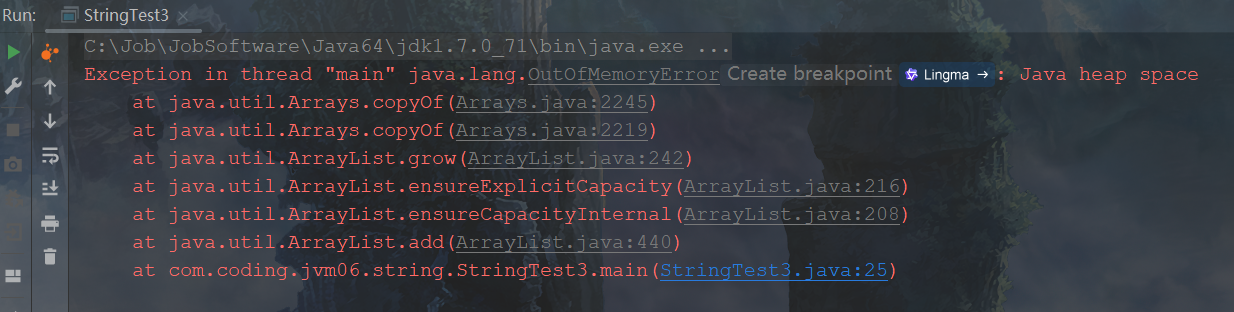 Run: StringTest3
C:\Job\JobSoftware\Java64\jdk1.7.0_71\bin\java.exe ...
Exception in thread "main" java.lang.OutOfMemoryError Create breakpoint Lingma → : Java heap space
at java.util.Arrays.copyOf(Arrays.java:2245)
at java.util.Arrays.copyOf(Arrays.java:2219)
at java.util.ArrayList.grow(ArrayList.java:242)
at java.util.ArrayList.ensureExplicitCapacity(ArrayList.java:216)
at java.util.ArrayList.ensureCapacityInternal(ArrayList.java:208)
at java.util.ArrayList.add(ArrayList.java:440)
at com.coding.jvm06.string.StringTest3.main(StringTest3.java:25)